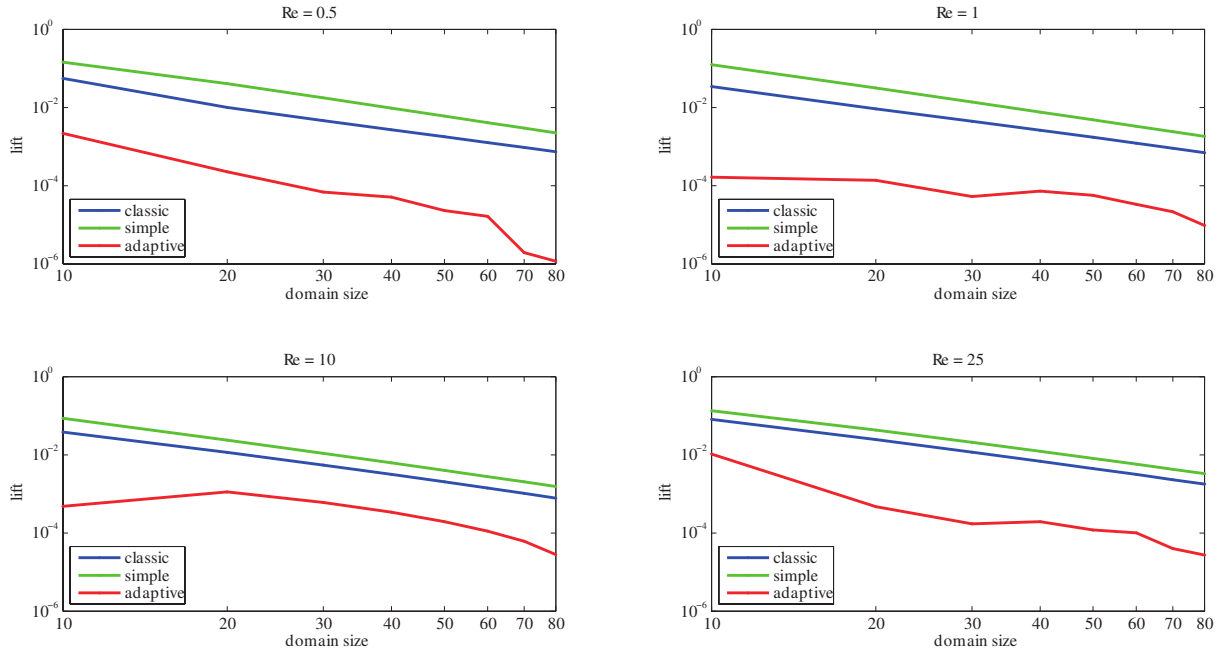 Re = 0.5
10^0
10^-2
10^-4
10^-6
lift
classic
simple
adaptive
10 20 30 40 50 60 70 80
domain size
Re = 1
10^0
10^-2
10^-4
10^-6
lift
classic
simple
adaptive
10 20 30 40 50 60 70 80
domain size
Re = 10
10^0
10^-2
10^-4
10^-6
lift
classic
simple
adaptive
10 20 30 40 50 60 70 80
domain size
Re = 25
10^0
10^-2
10^-4
10^-6
lift
classic
simple
adaptive
10 20 30 40 50 60 70 80
domain size